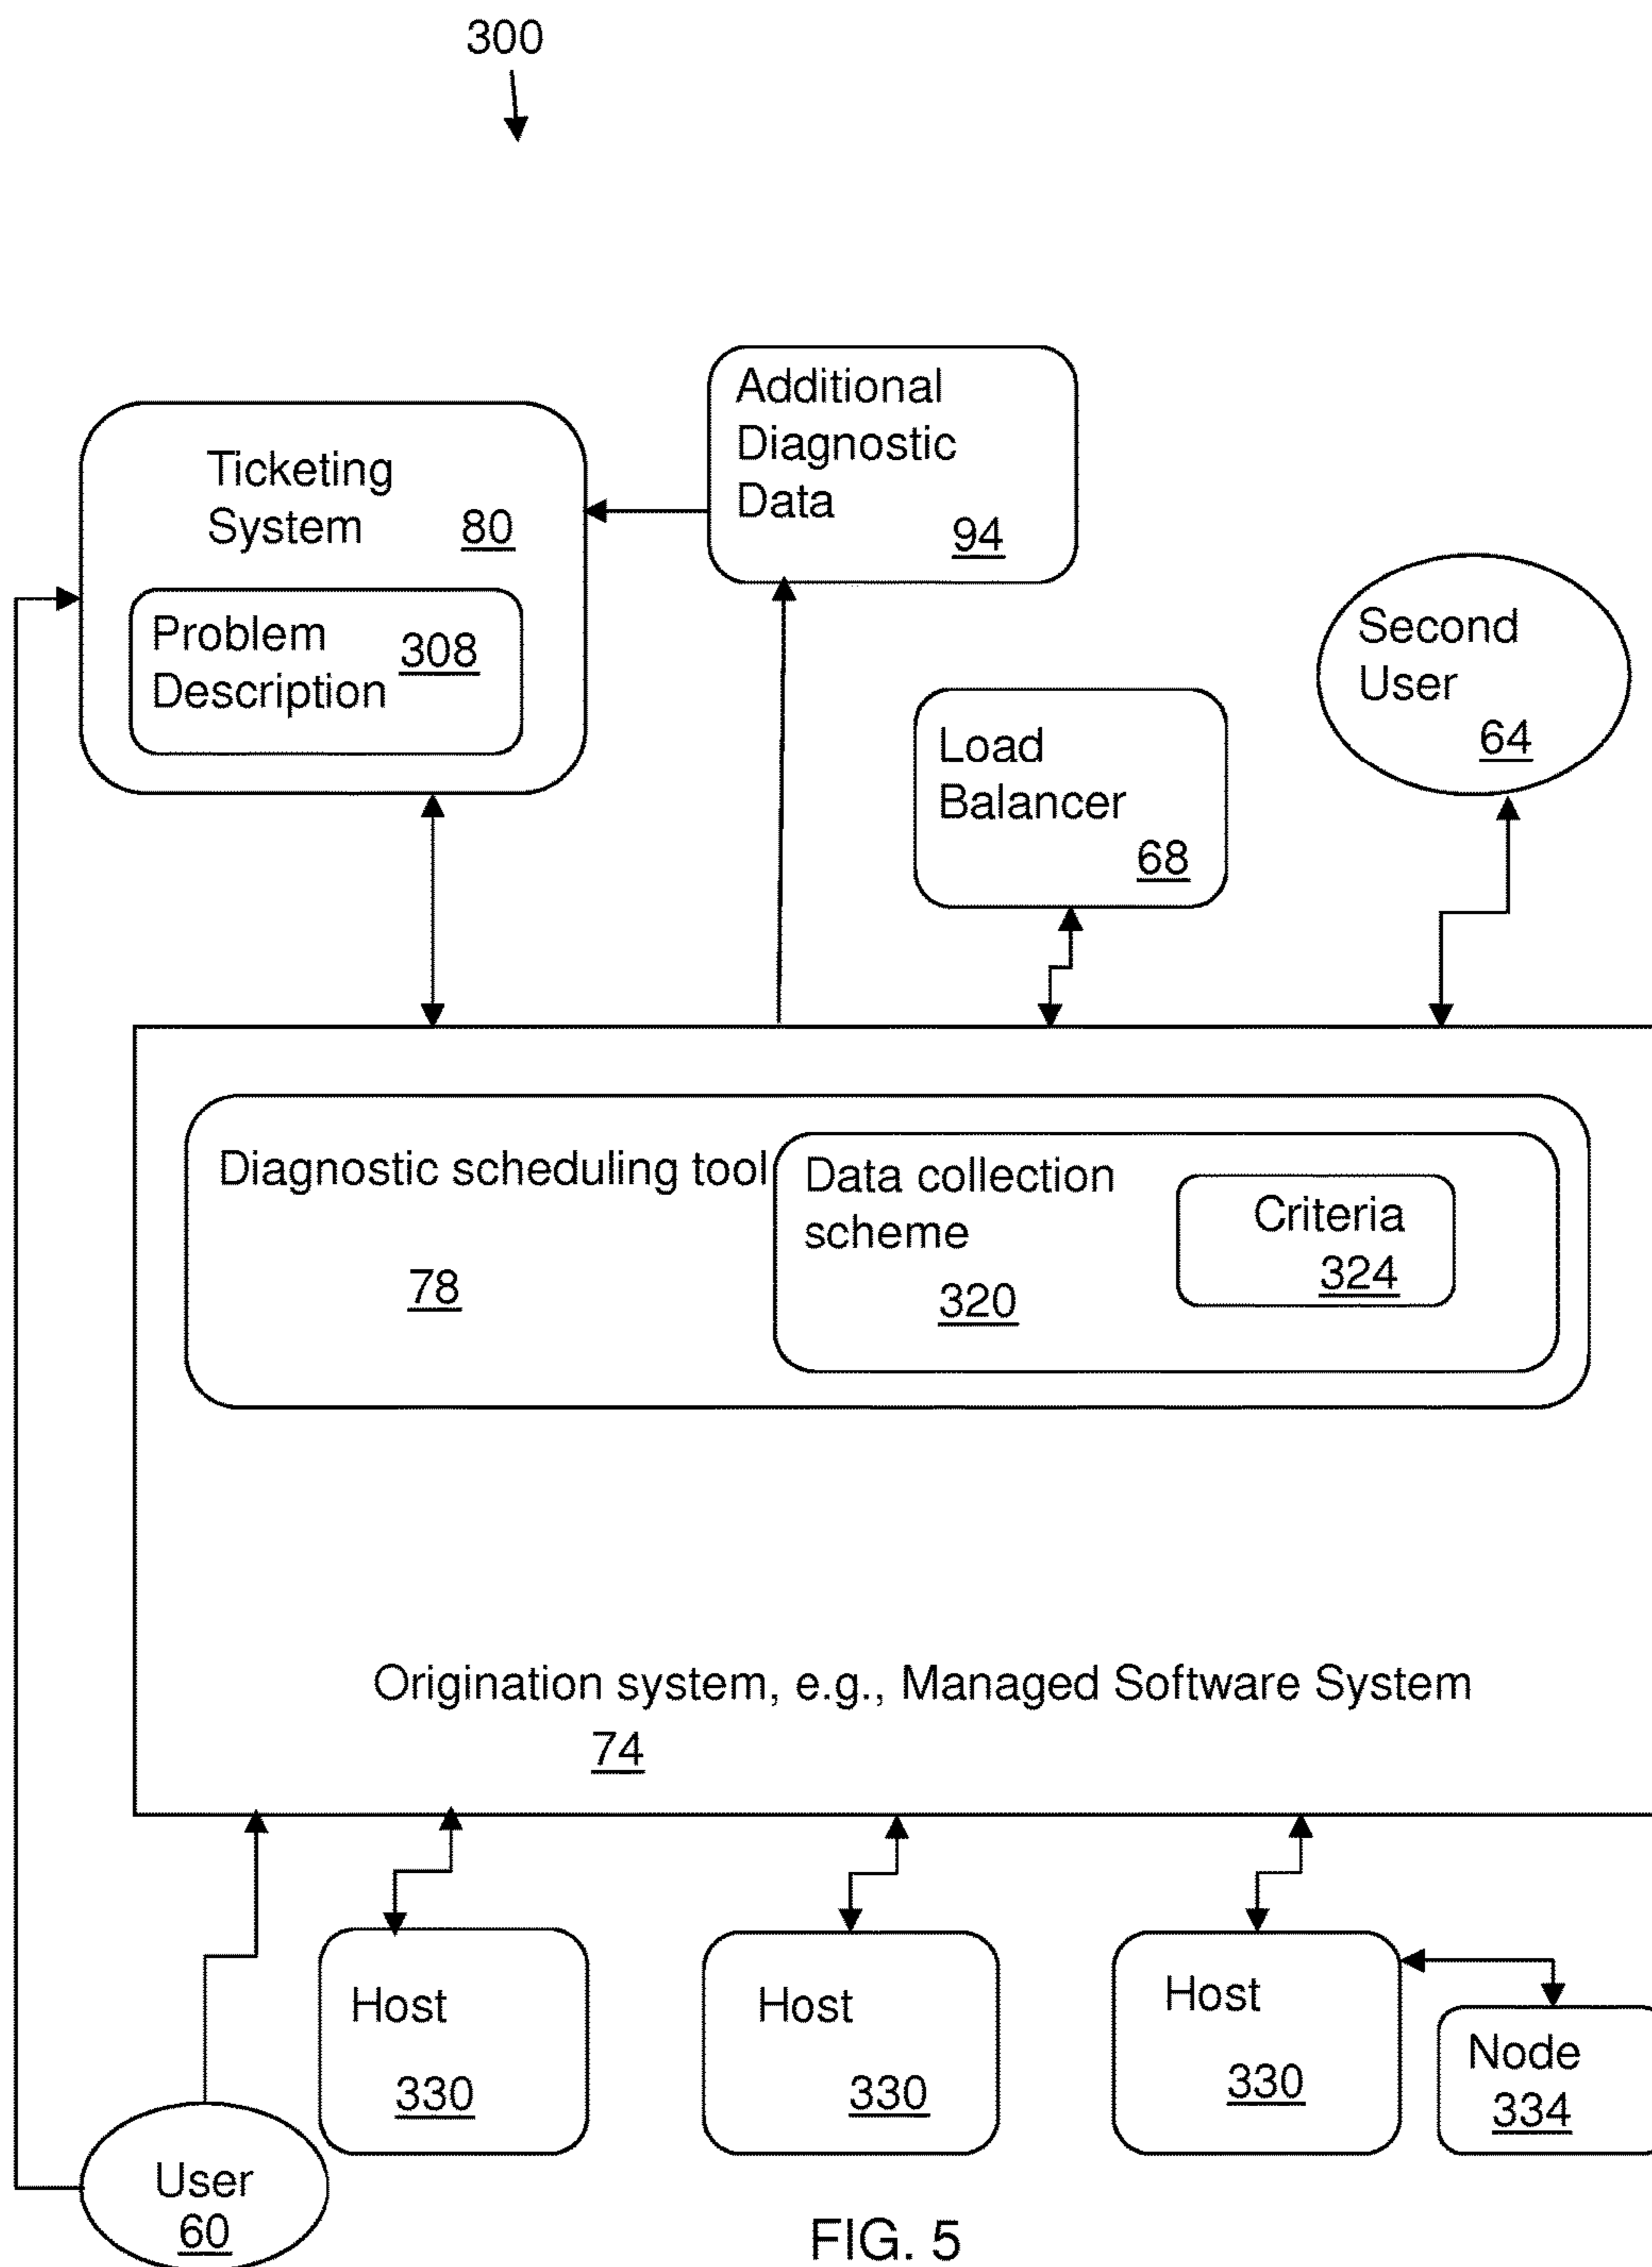 300
Additional
Diagnostic
Data
94
Ticketing
System
80
Problem
Description
308
Second
User
64
Load
Balancer
68
Diagnostic scheduling tool
78
Data collection
scheme
320
Criteria
324
Origination system, e.g., Managed Software System
74
Host
330
Host
330
Host
330
Node
334
User
60
FIG. 5